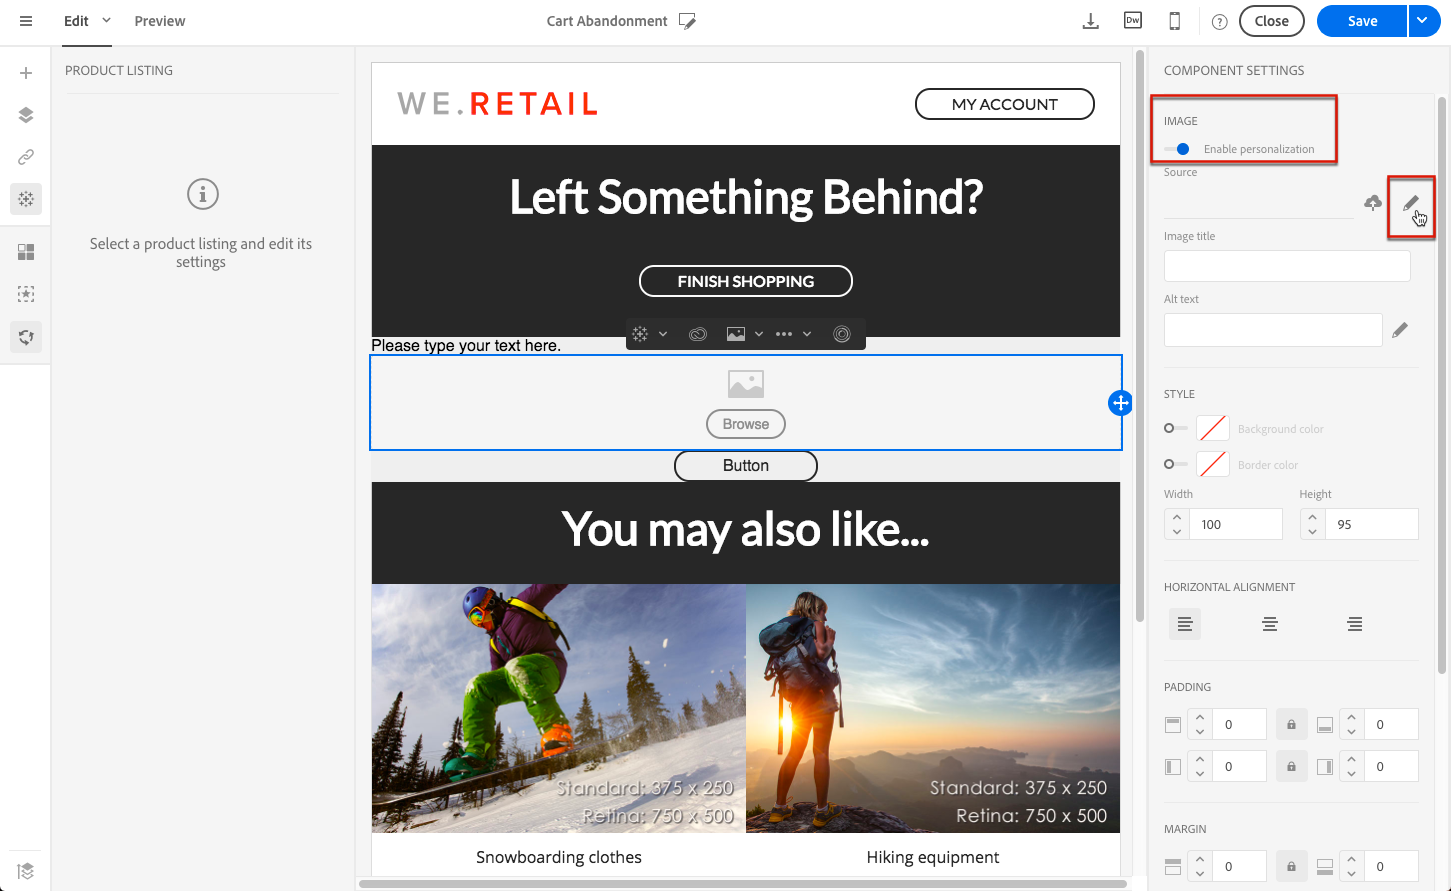 Edit
Preview
Cart Abandonment
Dw
?
Close
Save
PRODUCT LISTING
Select a product listing and edit its
settings
WE.RETAIL
MY ACCOUNT
Left Something Behind?
FINISH SHOPPING
Please type your text here.
Browse
Button
You may also like...
Standard: 375 x 250
Retina: 750 x 500
Standard: 375 x 250
Retina: 750 x 500
Snowboarding clothes
Hiking equipment
COMPONENT SETTINGS
IMAGE
Enable personalization
Source
Image title
Alt text
STYLE
Background color
Border color
Width
Height
100
95
HORIZONTAL ALIGNMENT
PADDING
0
0
0
0
MARGIN
0
0